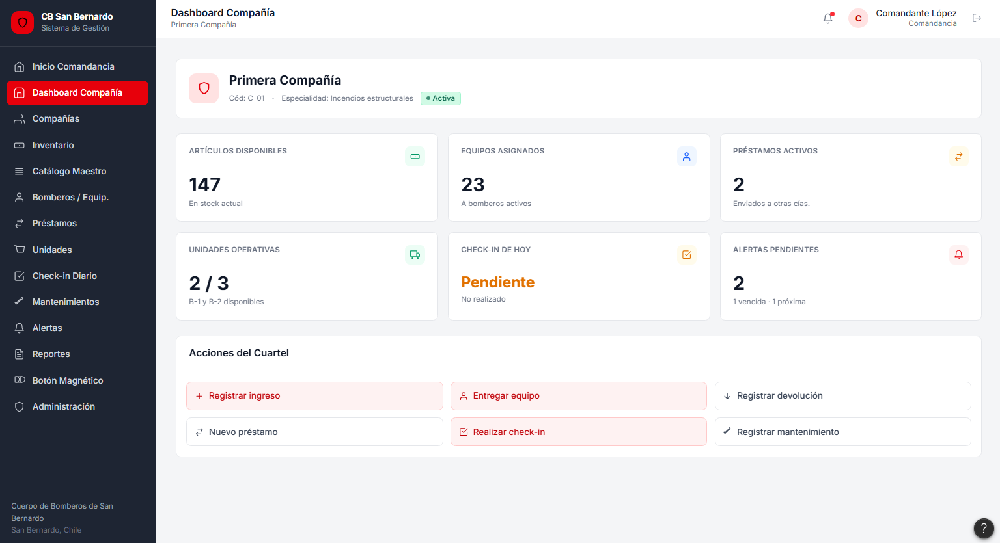 CB San Bernardo
Sistema de Gestión
Inicio Comandancia
Dashboard Compañía
Compañías
Inventario
Catálogo Maestro
Bomberos / Equip.
Préstamos
Unidades
Check-in Diario
Mantenimientos
Alertas
Reportes
Botón Magnético
Administración
Cuerpo de Bomberos de San
Bernardo
San Bernardo, Chile
Dashboard Compañía
Primera Compañía
C
Comandante López
Comandancia
Primera Compañía
Cód: C-01 · Especialidad: Incendios estructurales Activa
ARTÍCULOS DISPONIBLES
147
En stock actual
EQUIPOS ASIGNADOS
23
A bomberos activos
PRÉSTAMOS ACTIVOS
2
Enviados a otras cías.
UNIDADES OPERATIVAS
2 / 3
B-1 y B-2 disponibles
CHECK-IN DE HOY
Pendiente
No realizado
ALERTAS PENDIENTES
2
1 vencida · 1 próxima
Acciones del Cuartel
Registrar ingreso
Entregar equipo
Registrar devolución
Nuevo préstamo
Realizar check-in
Registrar mantenimiento
?